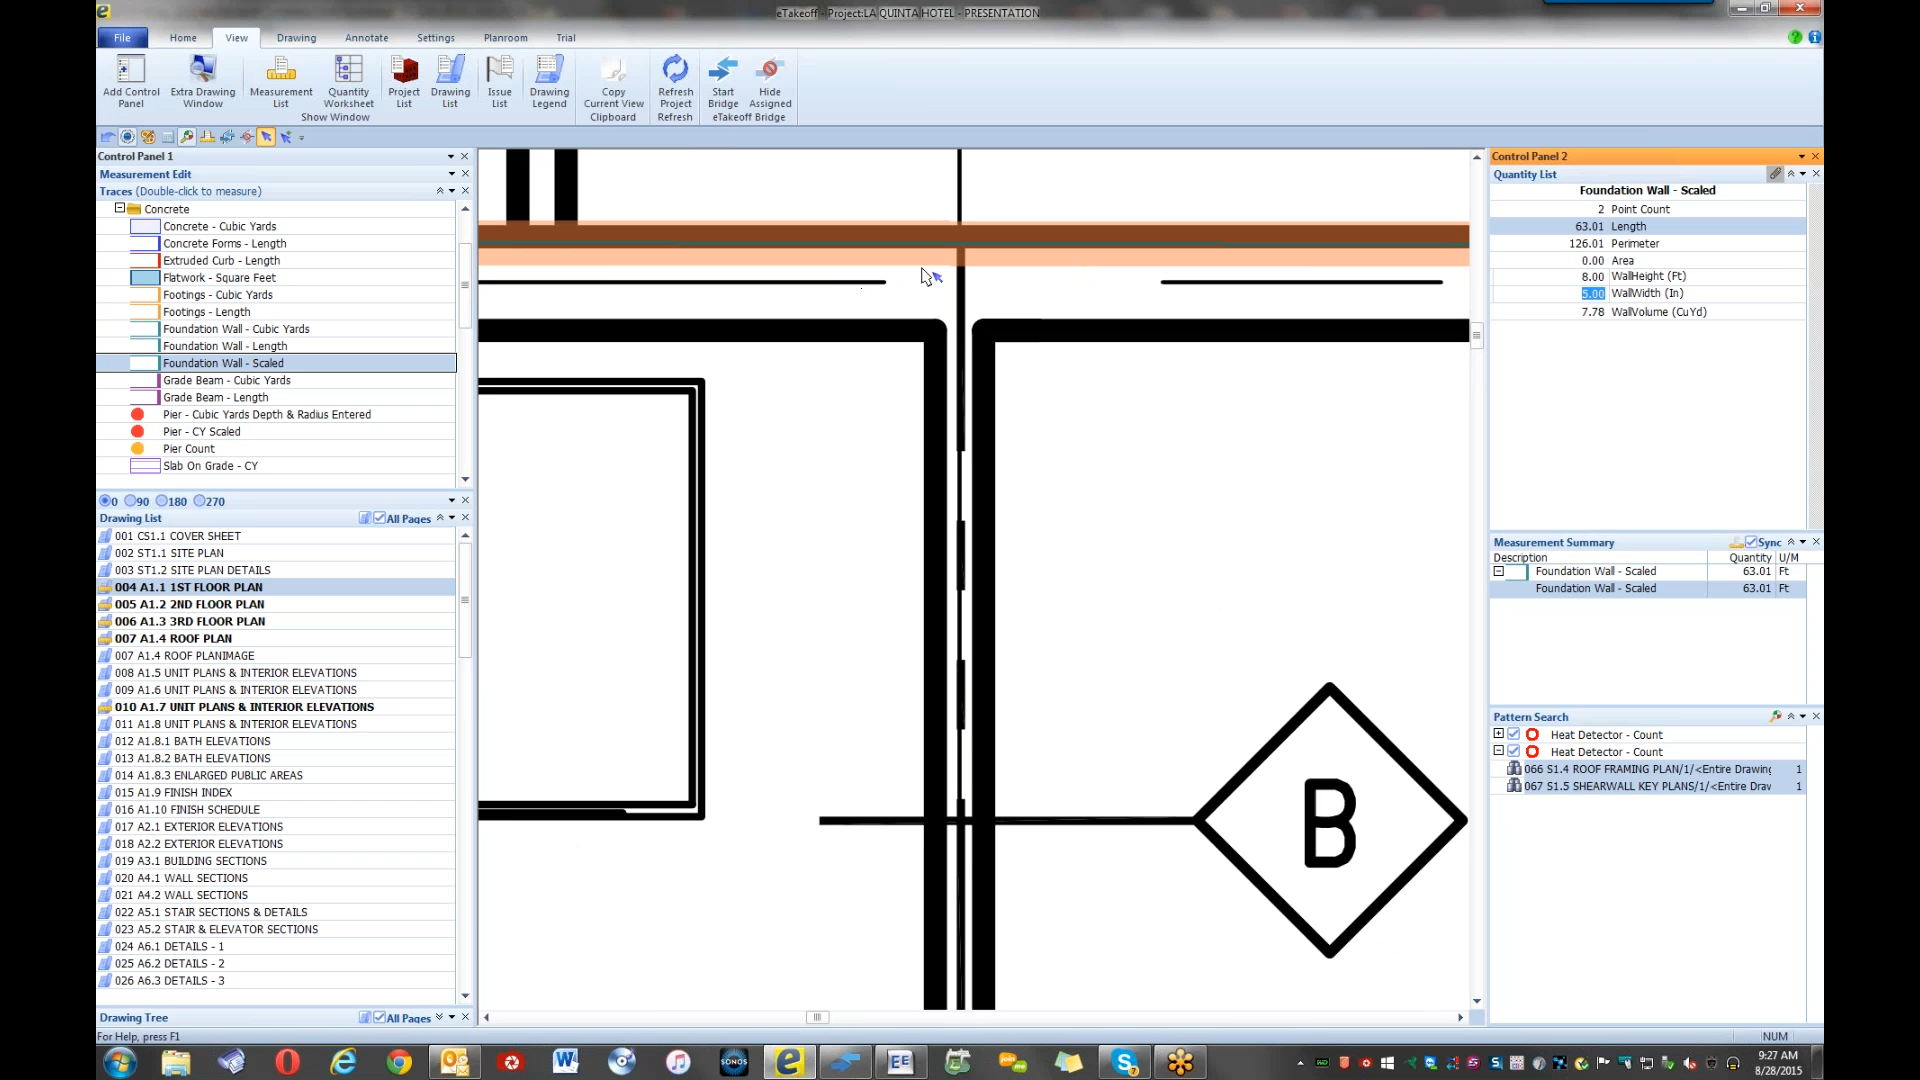 eTakeoff - Project:LA QUINTA HOTEL - PRESENTATION
File Home View Drawing Annotate Settings Planroom Trial
Add Control Panel
Extra Drawing Window
Measurement List
Quantity Worksheet
Project List
Drawing List
Issue List
Drawing Legend
Copy Current View
Refresh Project
Start Bridge
Hide Assigned
Show Window
Clipboard
Refresh
eTakeoff Bridge
Control Panel 1
Measurement Edit
Traces (Double-click to measure)
Concrete
Concrete - Cubic Yards
Concrete Forms - Length
Extruded Curb - Length
Flatwork - Square Feet
Footings - Cubic Yards
Footings - Length
Foundation Wall - Cubic Yards
Foundation Wall - Length
Foundation Wall - Scaled
Grade Beam - Cubic Yards
Grade Beam - Length
Pier - Cubic Yards Depth & Radius Entered
Pier - CY Scaled
Pier Count
Slab On Grade - CY
0 90 180 270
Drawing List All Pages
001 CS1.1 COVER SHEET
002 ST1.1 SITE PLAN
003 ST1.2 SITE PLAN DETAILS
004 A1.1 1ST FLOOR PLAN
005 A1.2 2ND FLOOR PLAN
006 A1.3 3RD FLOOR PLAN
007 A1.4 ROOF PLAN
007 A1.4 ROOF PLANIMAGE
008 A1.5 UNIT PLANS & INTERIOR ELEVATIONS
009 A1.6 UNIT PLANS & INTERIOR ELEVATIONS
010 A1.7 UNIT PLANS & INTERIOR ELEVATIONS
011 A1.8 UNIT PLANS & INTERIOR ELEVATIONS
012 A1.8.1 BATH ELEVATIONS
013 A1.8.2 BATH ELEVATIONS
014 A1.8.3 ENLARGED PUBLIC AREAS
015 A1.9 FINISH INDEX
016 A1.10 FINISH SCHEDULE
017 A2.1 EXTERIOR ELEVATIONS
018 A2.2 EXTERIOR ELEVATIONS
019 A3.1 BUILDING SECTIONS
020 A4.1 WALL SECTIONS
021 A4.2 WALL SECTIONS
022 A5.1 STAIR SECTIONS & DETAILS
023 A5.2 STAIR & ELEVATOR SECTIONS
024 A6.1 DETAILS - 1
025 A6.2 DETAILS - 2
026 A6.3 DETAILS - 3
Drawing Tree All Pages
B
Control Panel 2
Quantity List
Foundation Wall - Scaled
2 Point Count
63.01 Length
126.01 Perimeter
0.00 Area
8.00 WallHeight (Ft)
5.00 WallWidth (In)
7.78 WallVolume (CuYd)
Measurement Summary Sync
Description Quantity U/M
Foundation Wall - Scaled 63.01 Ft
Foundation Wall - Scaled 63.01 Ft
Pattern Search
Heat Detector - Count
Heat Detector - Count
066 S1.4 ROOF FRAMING PLAN/1/<Entire Drawing 1
067 S1.5 SHEARWALL KEY PLANS/1/<Entire Drav 1
For Help, press F1
NUM
SONOS
EE
9:27 AM
8/28/2015